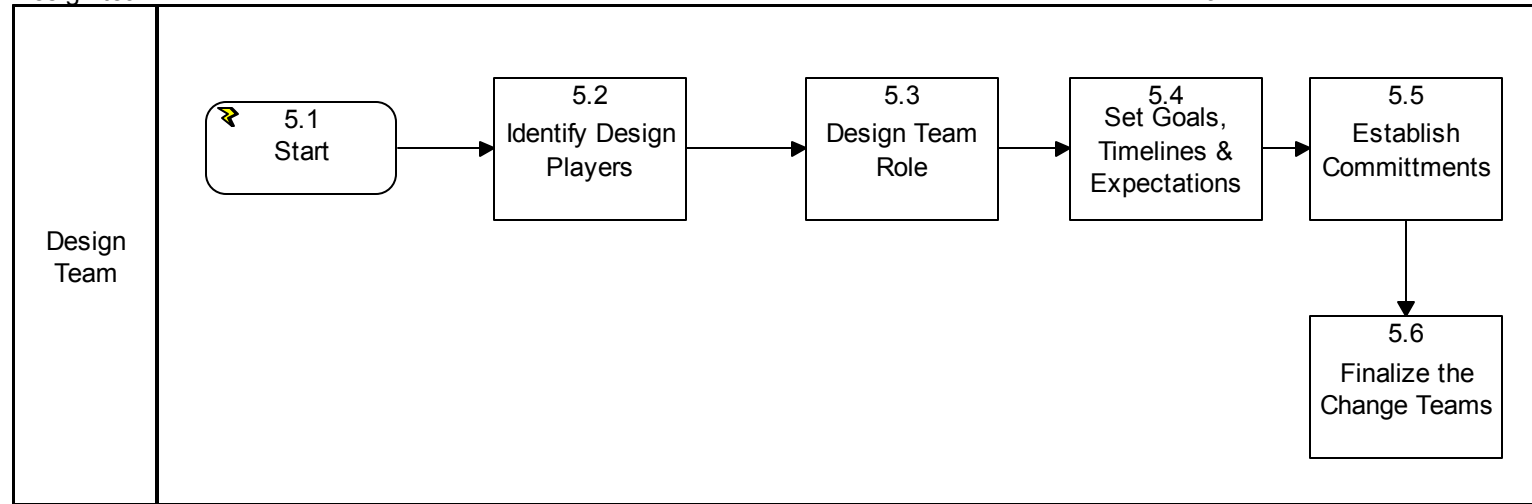 Design
Team
5.1
Start
5.2
Identify Design
Players
5.3
Design Team
Role
5.4
Set Goals,
Timelines &
Expectations
5.5
Establish
Committments
5.6
Finalize the
Change Teams